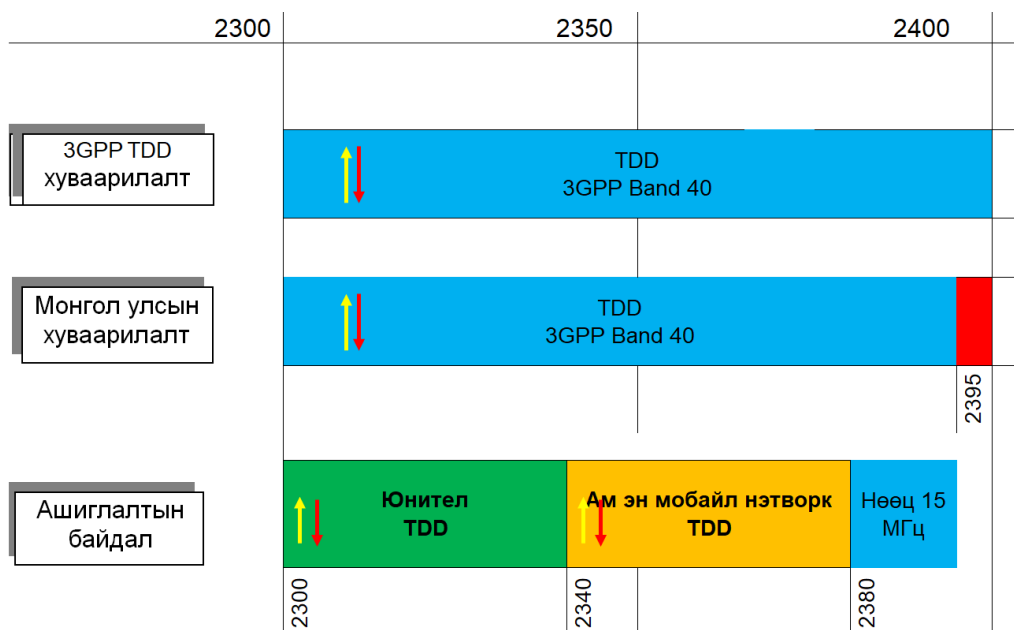 2300
2350
2400
3GPP TDD
хуваарилалт
TDD
3GPP Band 40
Монгол улсын
хуваарилалт
TDD
3GPP Band 40
2395
Ашиглалтын
байдал
Юнител
TDD
Ам эн мобайл нэтворк
TDD
Нөөц 15
МГц
2300
2340
2380